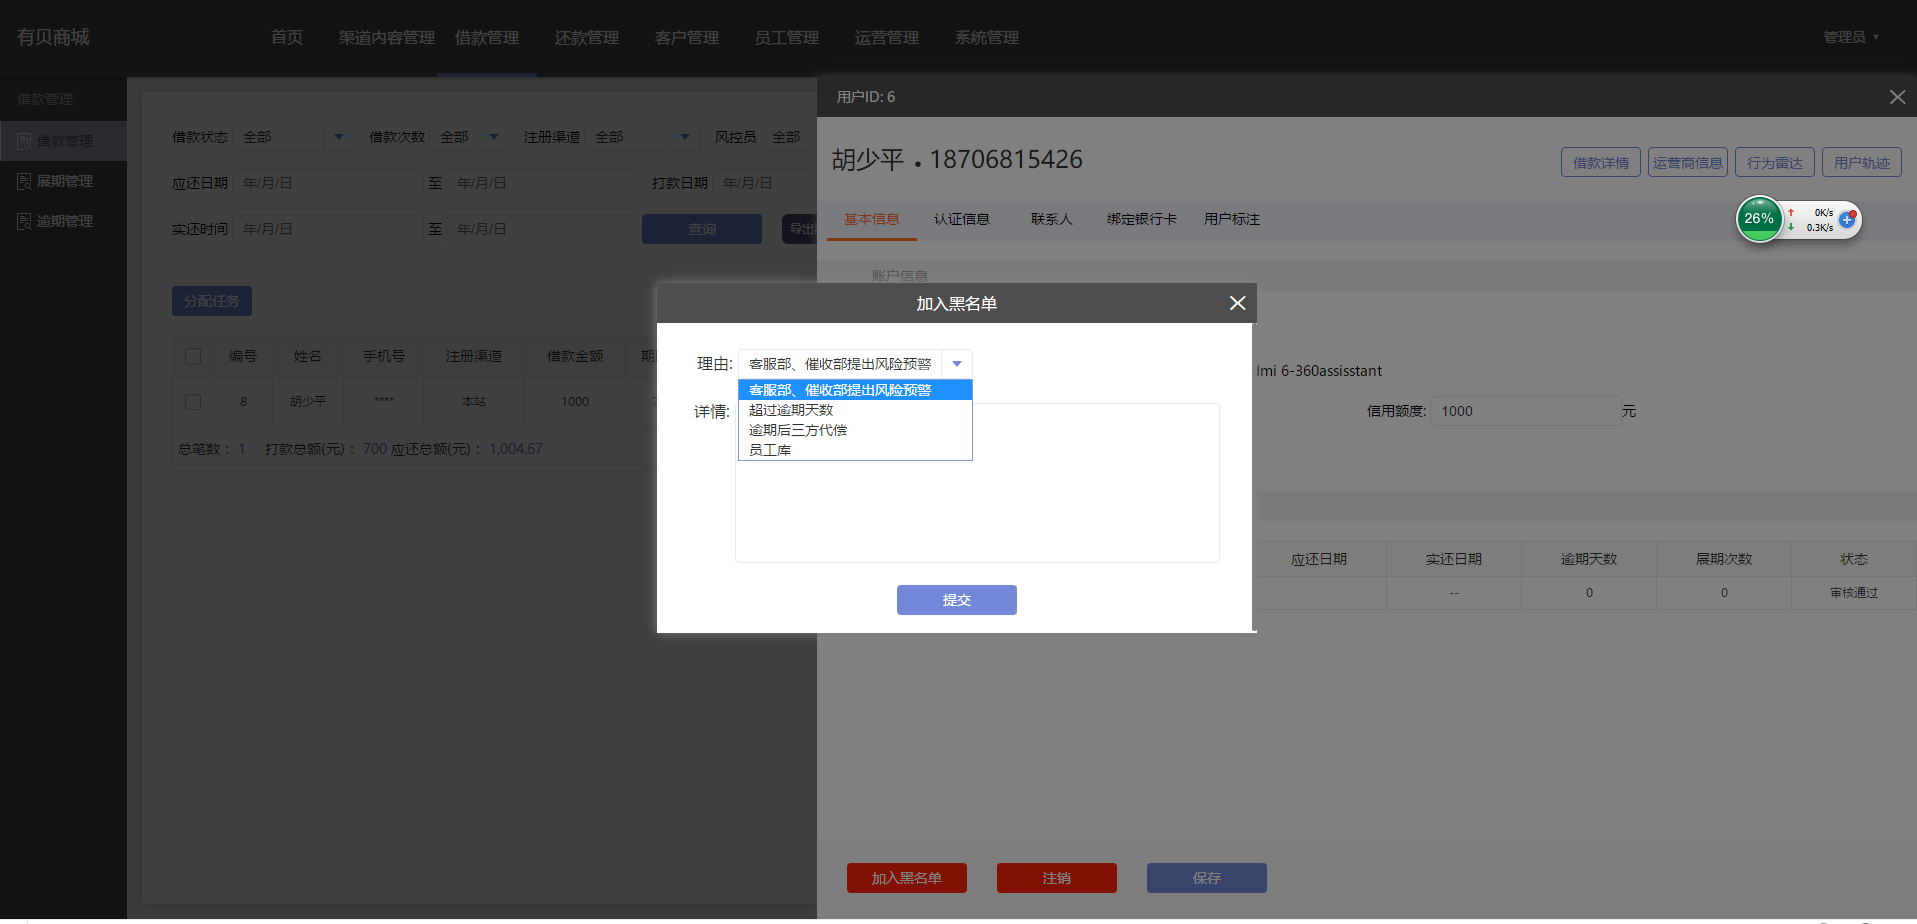 有贝商城
首页 渠道内容管理 借款管理 还款管理 客户管理 员工管理 运营管理 系统管理
管理员
借款管理
借款管理
展期管理
逾期管理
借款状态 全部 借款次数 全部 注册渠道 全部 风控员 全部
应还日期 年/月/日 至 年/月/日 打款日期 年/月/日
实还时间 年/月/日 至 年/月/日 查询 导出
分配任务
编号 姓名 手机号 注册渠道 借款金额 期
8 胡少平 **** 本站 1000 7
总笔数： 1 打款总额(元)： 700 应还总额(元)： 1,004.67
用户ID: 6
胡少平 • 18706815426
借款详情 运营商信息 行为雷达 用户轨迹
基本信息 认证信息 联系人 绑定银行卡 用户标注
26% 0K/s
0.3K/s
账户信息
加入黑名单
理由: 客服部、催收部提出风险预警
客服部、催收部提出风险预警
超过逾期天数
逾期后三方代偿
员工库
详情:
提交
mi 6-360assisstant
信用额度: 1000 元
应还日期 实还日期 逾期天数 展期次数 状态
-- 0 0 审核通过
加入黑名单 注销 保存